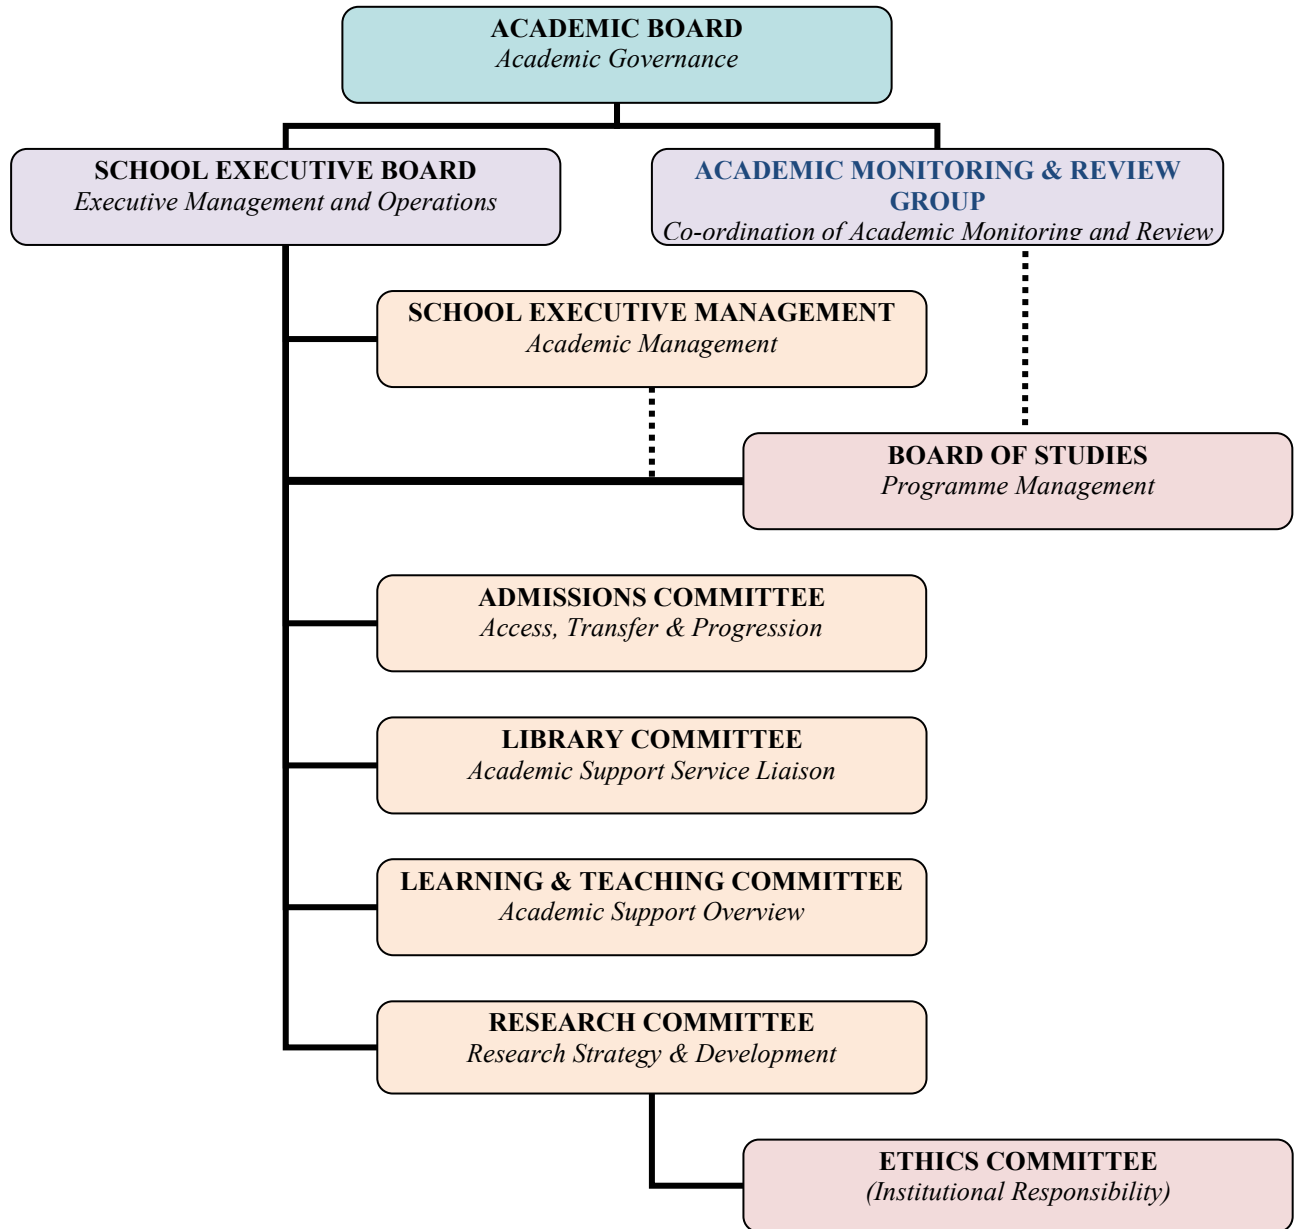 ACADEMIC BOARD
Academic Governance
SCHOOL EXECUTIVE BOARD
Executive Management and Operations
ACADEMIC MONITORING & REVIEW
GROUP
Co-ordination of Academic Monitoring and Review
SCHOOL EXECUTIVE MANAGEMENT
Academic Management
BOARD OF STUDIES
Programme Management
ADMISSIONS COMMITTEE
Access, Transfer & Progression
LIBRARY COMMITTEE
Academic Support Service Liaison
LEARNING & TEACHING COMMITTEE
Academic Support Overview
RESEARCH COMMITTEE
Research Strategy & Development
ETHICS COMMITTEE
(Institutional Responsibility)